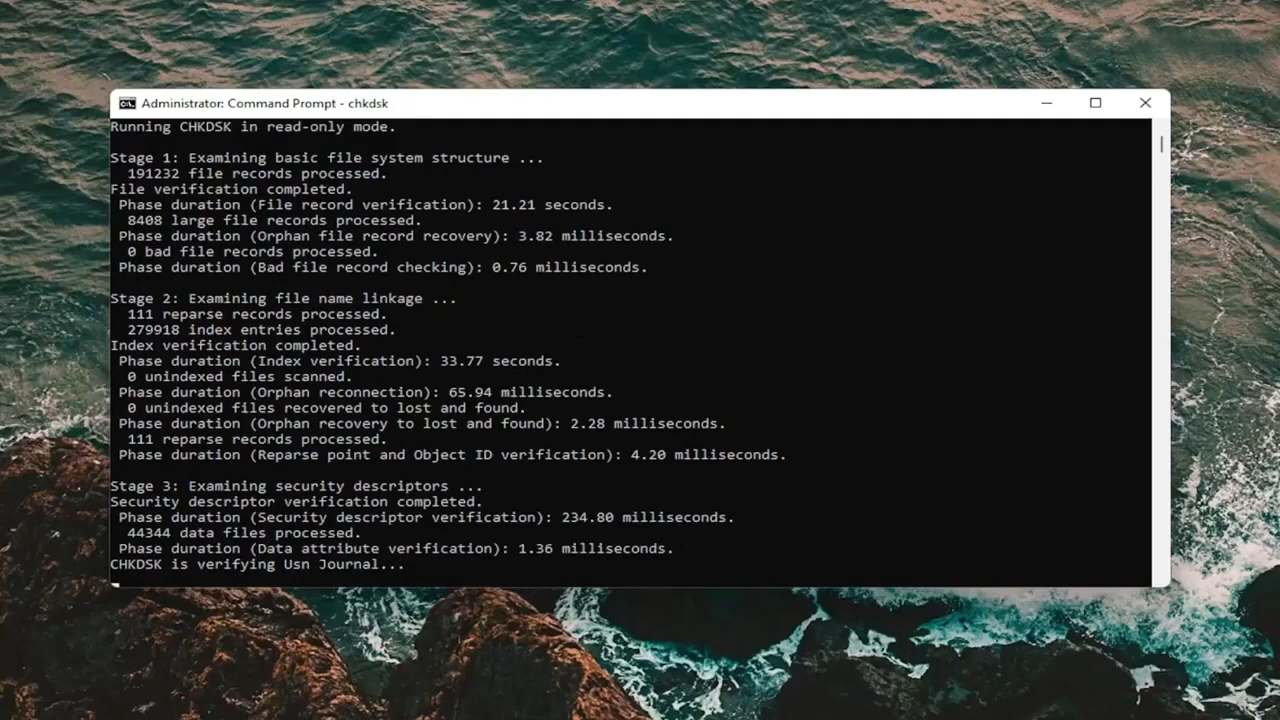 Administrator: Command Prompt - chkdsk
Running CHKDSK in read-only mode.
Stage 1: Examining basic file system structure ...
191232 file records processed.
File verification completed.
Phase duration (File record verification): 21.21 seconds.
8408 large file records processed.
Phase duration (Orphan file record recovery): 3.82 milliseconds.
0 bad file records processed.
Phase duration (Bad file record checking): 0.76 milliseconds.
Stage 2: Examining file name linkage ...
111 reparse records processed.
279918 index entries processed.
Index verification completed.
Phase duration (Index verification): 33.77 seconds.
0 unindexed files scanned.
Phase duration (Orphan reconnection): 65.94 milliseconds.
0 unindexed files recovered to lost and found.
Phase duration (Orphan recovery to lost and found): 2.28 milliseconds.
111 reparse records processed.
Phase duration (Reparse point and Object ID verification): 4.20 milliseconds.
Stage 3: Examining security descriptors ...
Security descriptor verification completed.
Phase duration (Security descriptor verification): 234.80 milliseconds.
44344 data files processed.
Phase duration (Data attribute verification): 1.36 milliseconds.
CHKDSK is verifying Usn Journal...